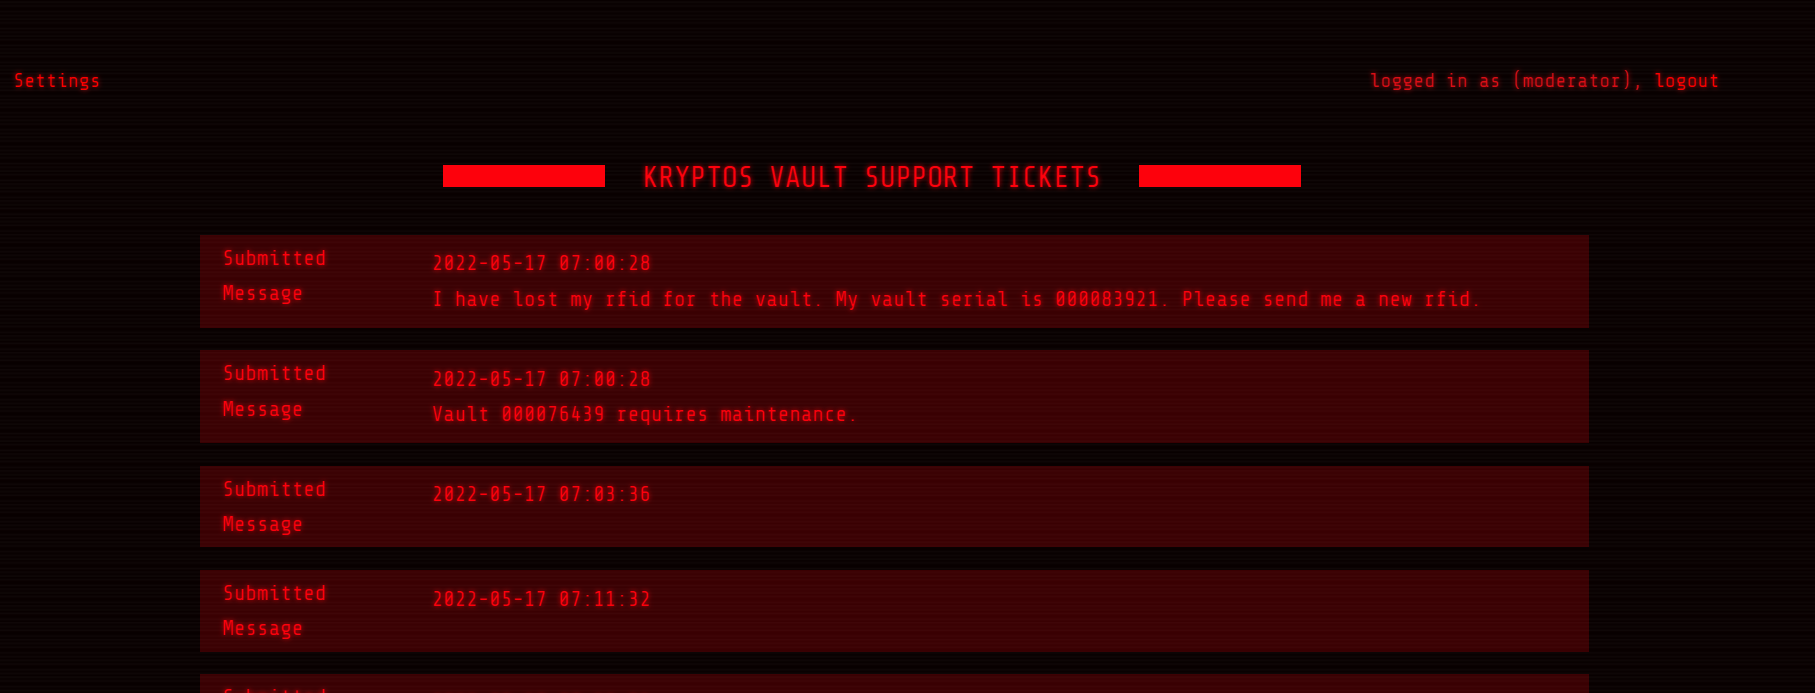 Settings
logged in as (moderator), logout
KRYPTOS VAULT SUPPORT TICKETS
Submitted 2022-05-17 07:00:28
Message I have lost my rfid for the vault. My vault serial is 000083921. Please send me a new rfid.
Submitted 2022-05-17 07:00:28
Message Vault 000076439 requires maintenance.
Submitted 2022-05-17 07:03:36
Message
Submitted 2022-05-17 07:11:32
Message